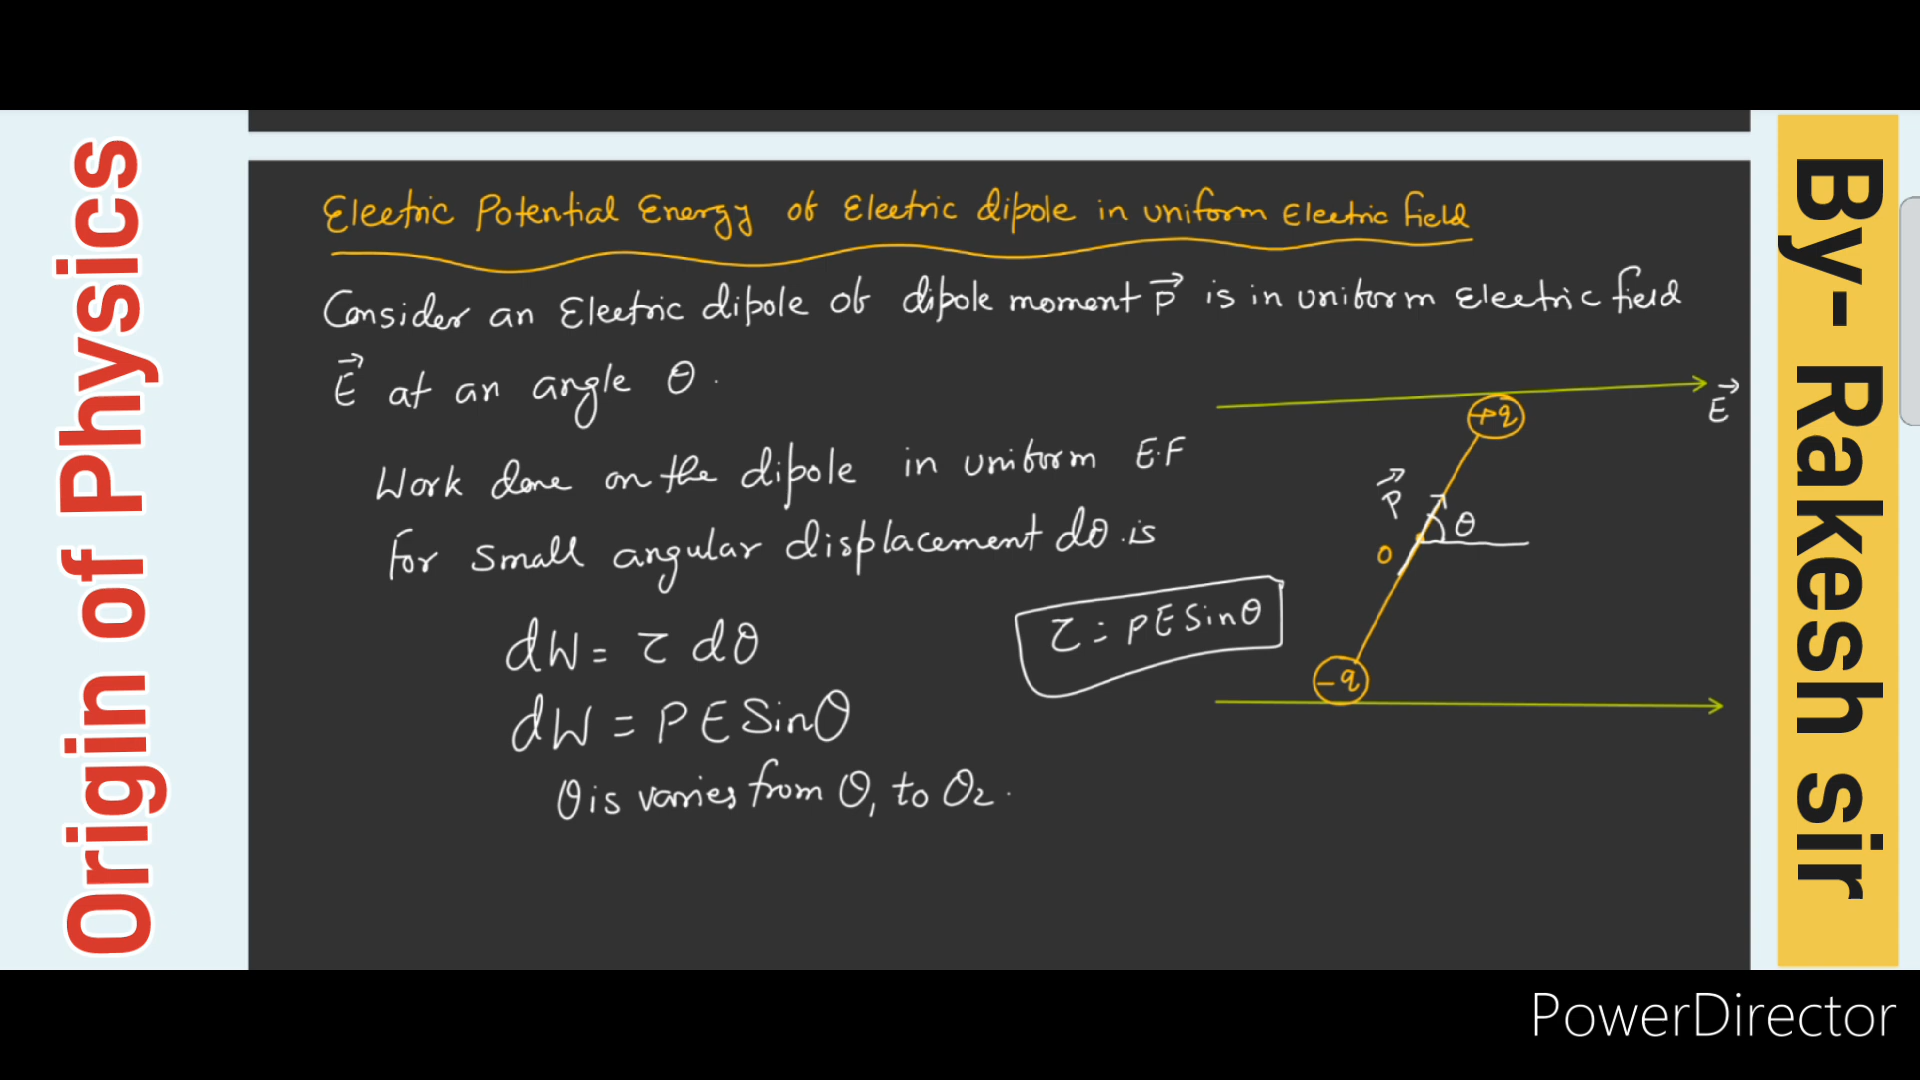 Origin of Physics
Electric Potential Energy of Electric dipole in uniform Electric field
Consider an Electric dipole of dipole moment P⃗ is in uniform Electric field
E⃗ at an angle θ.
Work done on the dipole in uniform E.F
for small angular displacement dθ is
dW = τ dθ
τ = PE Sinθ
dW = PE Sinθ
θ is varies from θ₁ to θ₂.
E⃗
+q
P⃗
θ
O
-q
By- Rakesh sir
PowerDirector